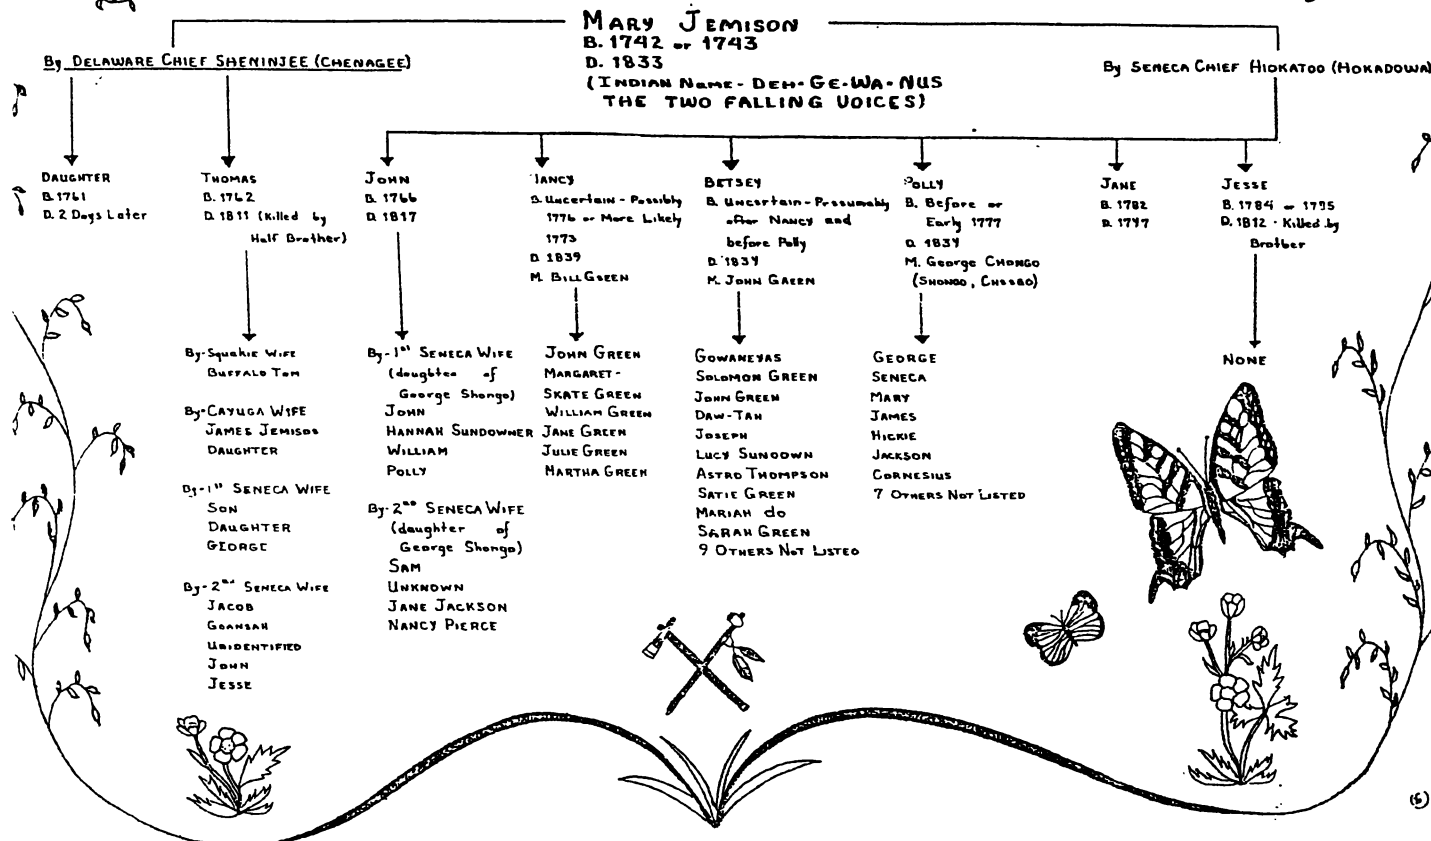 MARY JEMISON
B. 1742 or 1743
D. 1833
(INDIAN NAME - DEH-GE-WA-NUS
THE TWO FALLING VOICES)
By DELAWARE CHIEF SHENINJEE (CHENAGEE)
By SENECA CHIEF HIOKATOO (HOKADOWA)
DAUGHTER
B. 1761
D. 2 Days Later
THOMAS
B. 1762
D. 1811 (Killed by
Half Brother)
JOHN
B. 1766
D. 1817
NANCY
B. Uncertain - Possibly
1776 or More Likely
1773
D. 1839
M. BILL GREEN
BETSEY
B. Uncertain - Presumably
after NANCY and
before Polly
D. 1839
M. JOHN GREEN
POLLY
B. Before or
Early 1777
D. 1839
M. George CHONGO
(SHONGO, )
JANE
B. 1782
D. 1797
JESSE
B. 1784 or 1795
D. 1812 - Killed by
Brother
By-Squakie WIFE
BUFFALO TOM
By-CAYUGA WIFE
JAMES JEMISON
DAUGHTER
By-1st SENECA WIFE
SON
DAUGHTER
GEORGE
By-2nd SENECA WIFE
JACOB
GOANSAH
UNIDENTIFIED
JOHN
JESSE
By-1st SENECA WIFE
(daughter of
George Shongo)
JOHN
HANNAH SUNDOWNER
WILLIAM
POLLY
By-2nd SENECA WIFE
(daughter of
George Shongo)
SAM
UNKNOWN
JANE JACKSON
NANCY PIERCE
JOHN GREEN
MARGARET-
SKATE GREEN
WILLIAM GREEN
JANE GREEN
JULIE GREEN
MARTHA GREEN
GOWANEYAS
SOLOMON GREEN
JOHN GREEN
DAW-TAH
JOSEPH
LUCY SUNDOWN
ASTRO THOMPSON
SATIE GREEN
MARIAH do
SARAH GREEN
9 OTHERS NOT LISTED
GEORGE
SENECA
MARY
JAMES
HICKIE
JACKSON
CORNESIUS
7 OTHERS NOT LISTED
NONE